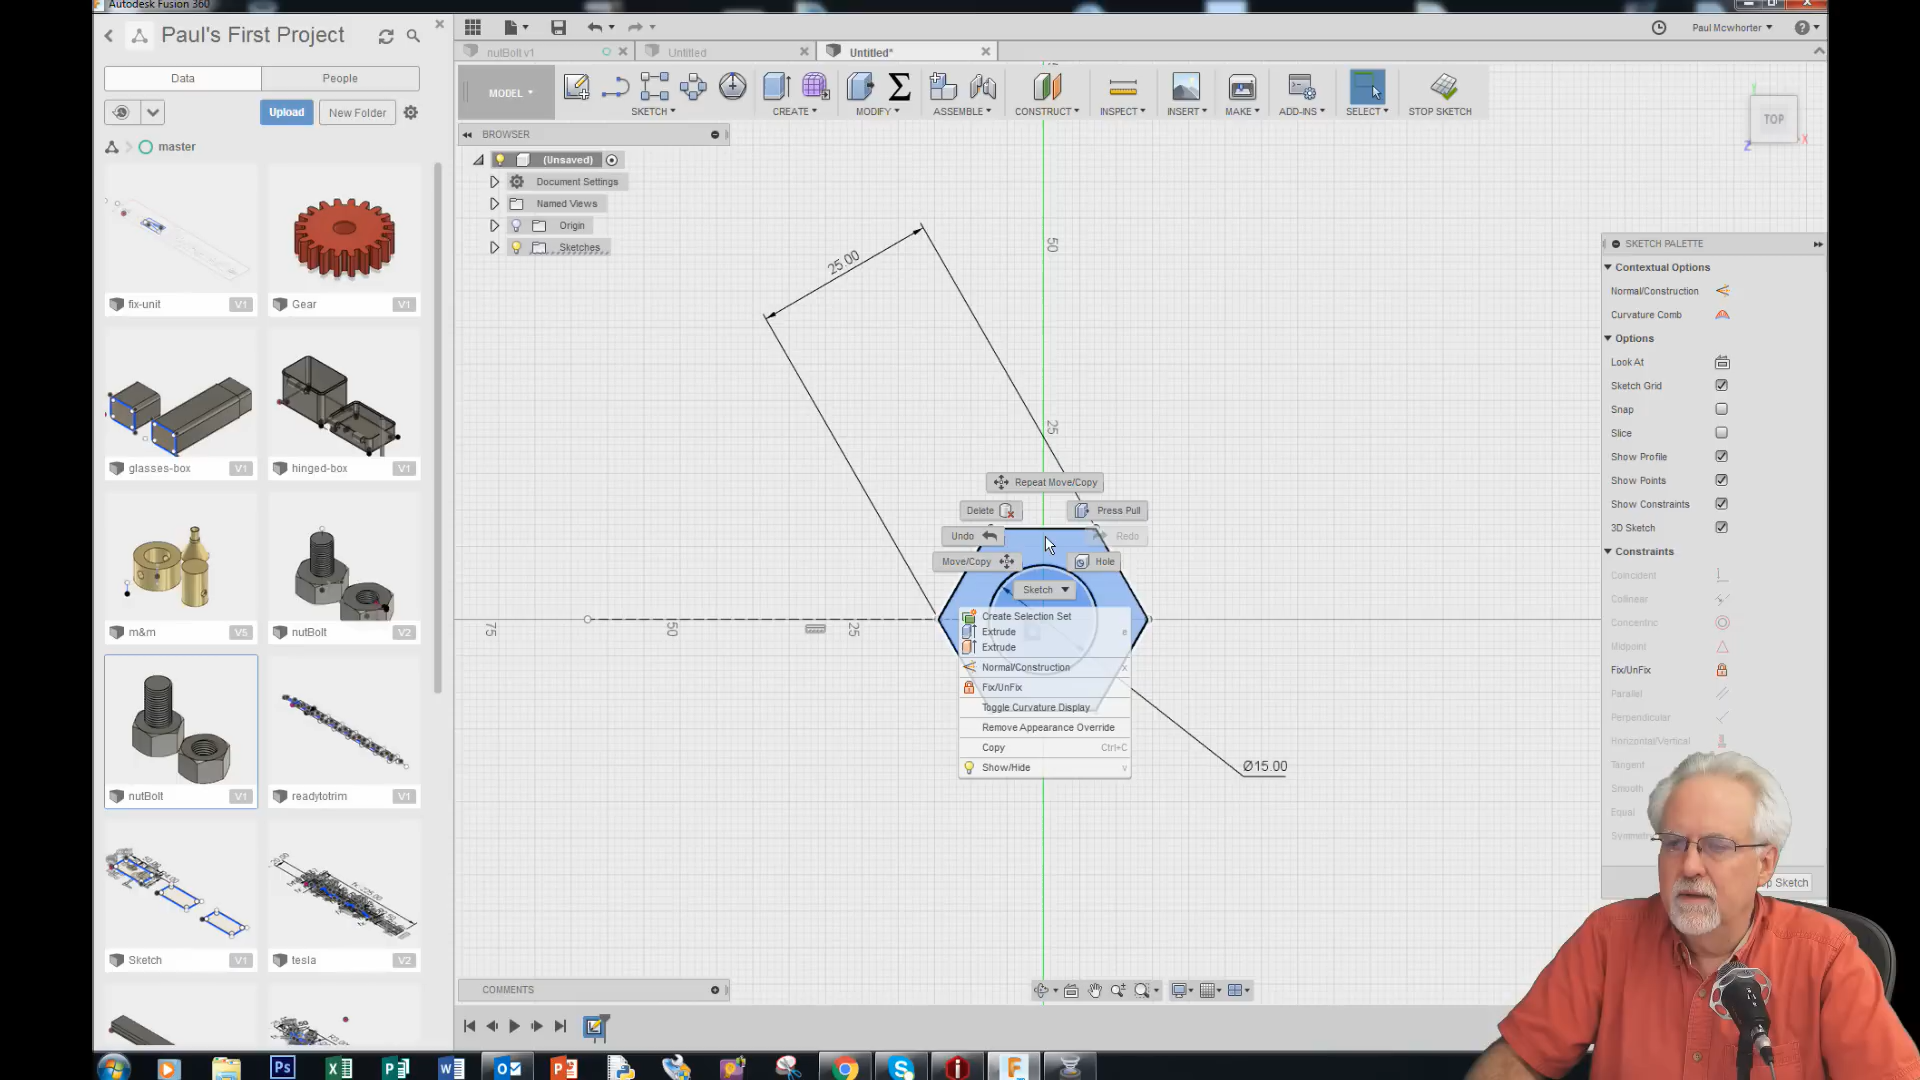 Autodesk Fusion 360
Paul's First Project
Data
People
Upload
New Folder
master
fix-unit V1
Gear V1
glasses-box V1
hinged-box V1
m&m V5
nutBolt V2
nutBolt V1
readytotrim V1
Sketch V1
tesla V2
nutBolt v1
Untitled
Untitled*
Paul Mcwhorter
MODEL
SKETCH
CREATE
MODIFY
ASSEMBLE
CONSTRUCT
INSPECT
INSERT
MAKE
ADD-INS
SELECT
STOP SKETCH
BROWSER
(Unsaved)
Document Settings
Named Views
Origin
Sketches
TOP
X
Z
25.00
50
25
75
50
25
Ø15.00
Repeat Move/Copy
Delete
Press Pull
Undo
Redo
Move/Copy
Hole
Sketch
Create Selection Set
Extrude e
Extrude
Normal/Construction x
Fix/UnFix
Toggle Curvature Display
Remove Appearance Override
Copy Ctrl+C
Show/Hide v
SKETCH PALETTE
Contextual Options
Normal/Construction
Curvature Comb
Options
Look At
Sketch Grid
Snap
Slice
Show Profile
Show Points
Show Constraints
3D Sketch
Constraints
Coincident
Collinear
Concentric
Midpoint
Fix/UnFix
Parallel
Perpendicular
Horizontal/Vertical
Tangent
Smooth
Equal
Sketch
COMMENTS